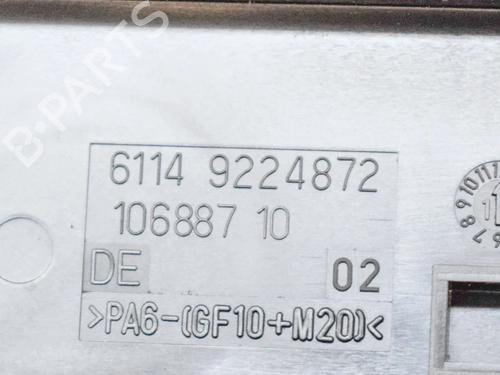 B-PARTS
6114 9224872
106887 10
DE 02
>PA6-(GF10+M20)<